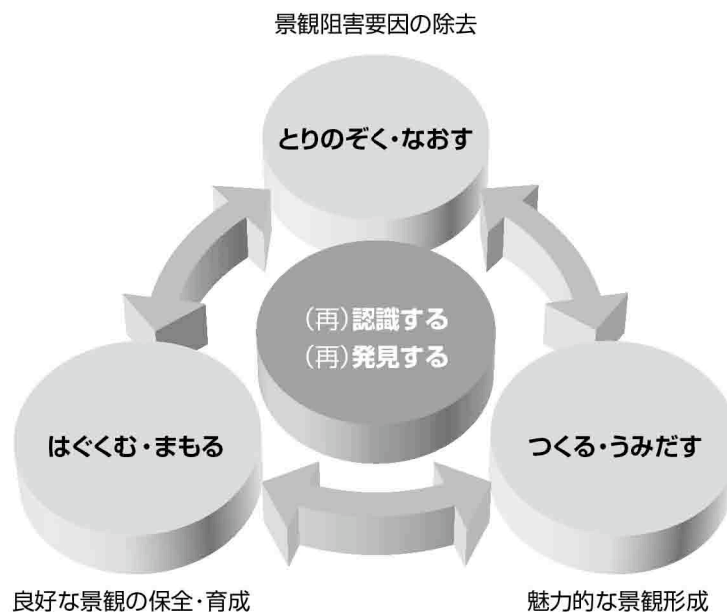 景観阻害要因の除去
とりのぞく・なおす
（再）認識する
（再）発見する
はぐくむ・まもる
つくる・うみだす
良好な景観の保全・育成
魅力的な景観形成